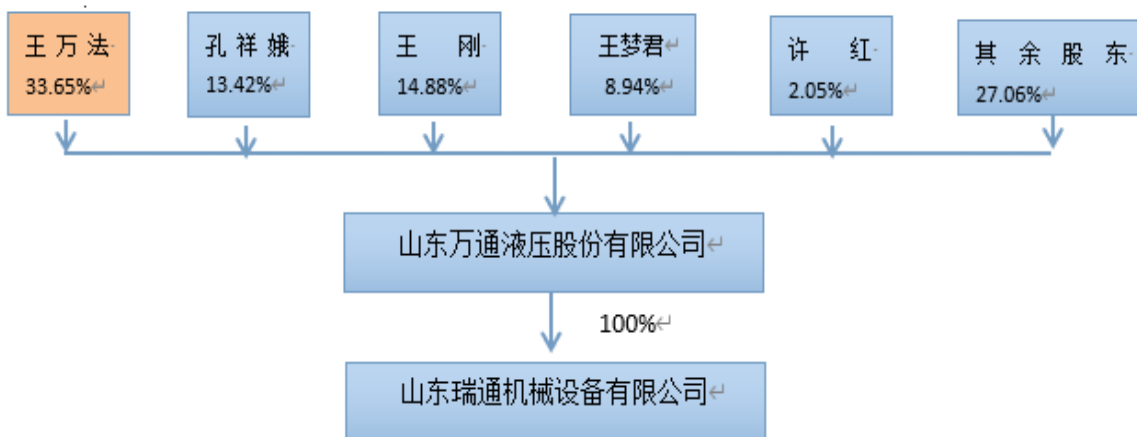 王万法
33.65%
孔祥娥
13.42%
王 刚
14.88%
王梦君
8.94%
许 红
2.05%
其余股东
27.06%
山东万通液压股份有限公司
100%
山东瑞通机械设备有限公司